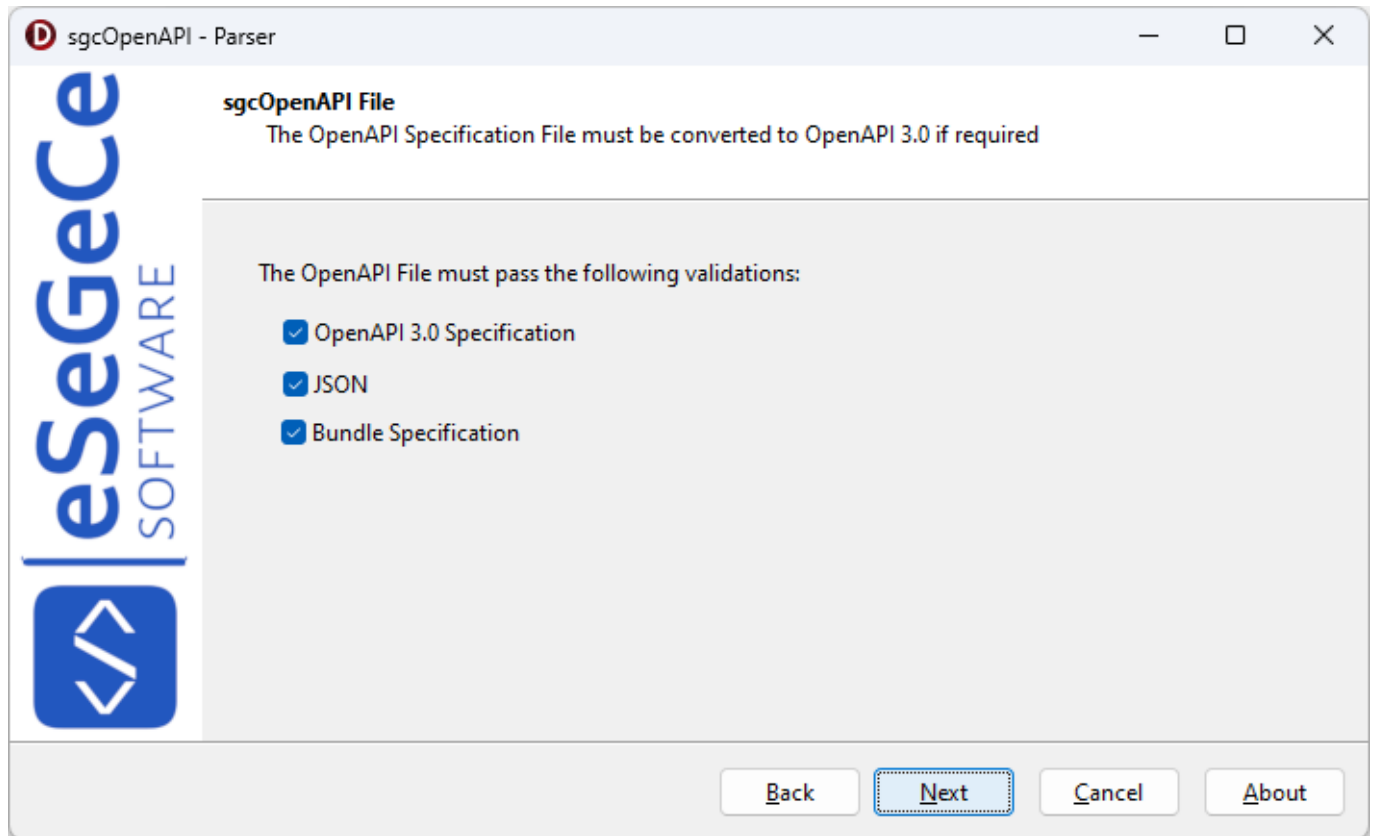 sgcOpenAPI - Parser
eSeGeCe
SOFTWARE
sgcOpenAPI File
The OpenAPI Specification File must be converted to OpenAPI 3.0 if required
The OpenAPI File must pass the following validations:
OpenAPI 3.0 Specification
JSON
Bundle Specification
Back
Next
Cancel
About